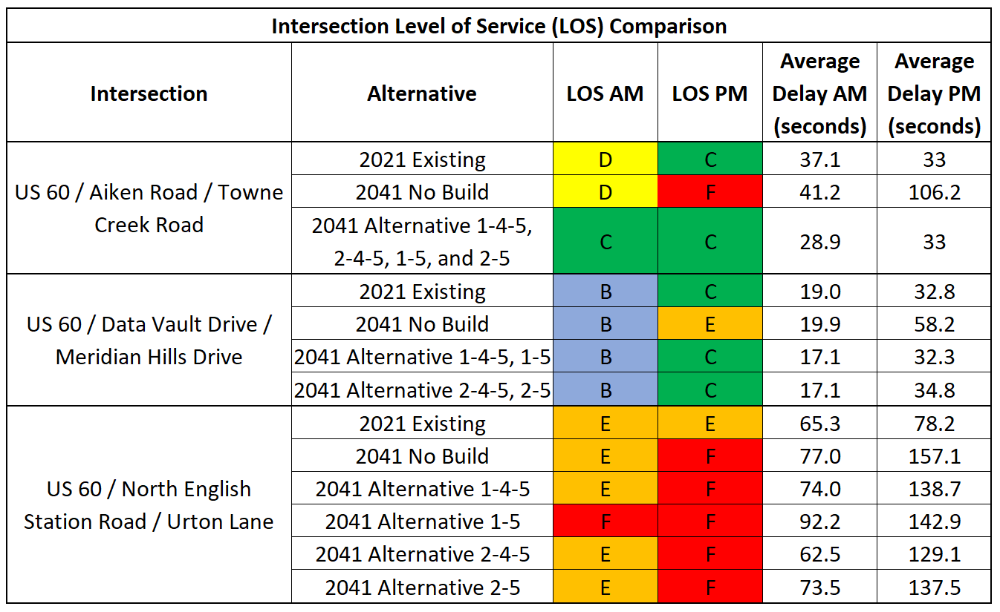 Intersection Level of Service (LOS) Comparison
Intersection Alternative LOS AM LOS PM Average Delay AM (seconds) Average Delay PM (seconds)
US 60 / Aiken Road / Towne
Creek Road
2021 Existing D C 37.1 33
2041 No Build D F 41.2 106.2
2041 Alternative 1-4-5,
2-4-5, 1-5, and 2-5
C C 28.9 33
US 60 / Data Vault Drive /
Meridian Hills Drive
2021 Existing B C 19.0 32.8
2041 No Build B E 19.9 58.2
2041 Alternative 1-4-5, 1-5 B C 17.1 32.3
2041 Alternative 2-4-5, 2-5 B C 17.1 34.8
US 60 / North English
Station Road / Urton Lane
2021 Existing E E 65.3 78.2
2041 No Build E F 77.0 157.1
2041 Alternative 1-4-5 E F 74.0 138.7
2041 Alternative 1-5 F F 92.2 142.9
2041 Alternative 2-4-5 E F 62.5 129.1
2041 Alternative 2-5 E F 73.5 137.5